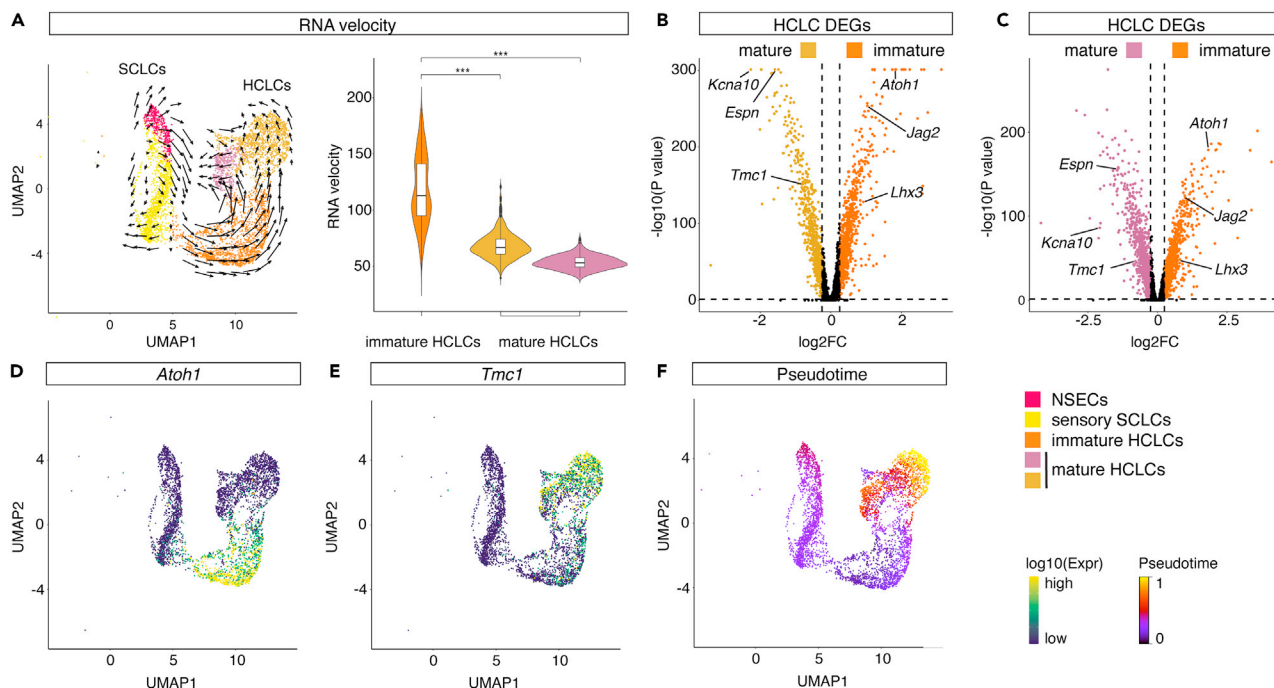 A
RNA velocity
SCLCs
HCLCs
4
0
-4
UMAP2
0
5
10
UMAP1
***
***
200
150
100
50
RNA velocity
immature HCLCs
mature HCLCs
B
HCLC DEGs
mature
immature
300
200
100
0
-log10(P value)
Kcna10
Espn
Tmc1
Atoh1
Jag2
Lhx3
-2
0
2
log2FC
C
HCLC DEGs
mature
immature
200
100
0
-log10(P value)
Espn
Kcna10
Tmc1
Atoh1
Jag2
Lhx3
-2.5
0
2.5
log2FC
D
Atoh1
4
0
-4
UMAP2
0
5
10
UMAP1
E
Tmc1
4
0
-4
UMAP2
0
5
10
UMAP1
F
Pseudotime
4
0
-4
UMAP2
0
5
10
UMAP1
NSECs
sensory SCLCs
immature HCLCs
mature HCLCs
log10(Expr)
high
low
Pseudotime
1
0